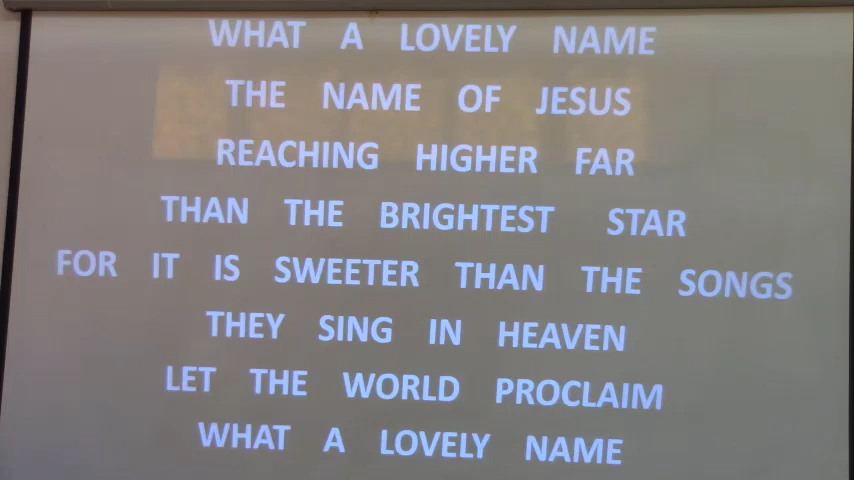 WHAT A LOVELY NAME
THE NAME OF JESUS
REACHING HIGHER FAR
THAN THE BRIGHTEST STAR
FOR IT IS SWEETER THAN THE SONGS
THEY SING IN HEAVEN
LET THE WORLD PROCLAIM
WHAT A LOVELY NAME